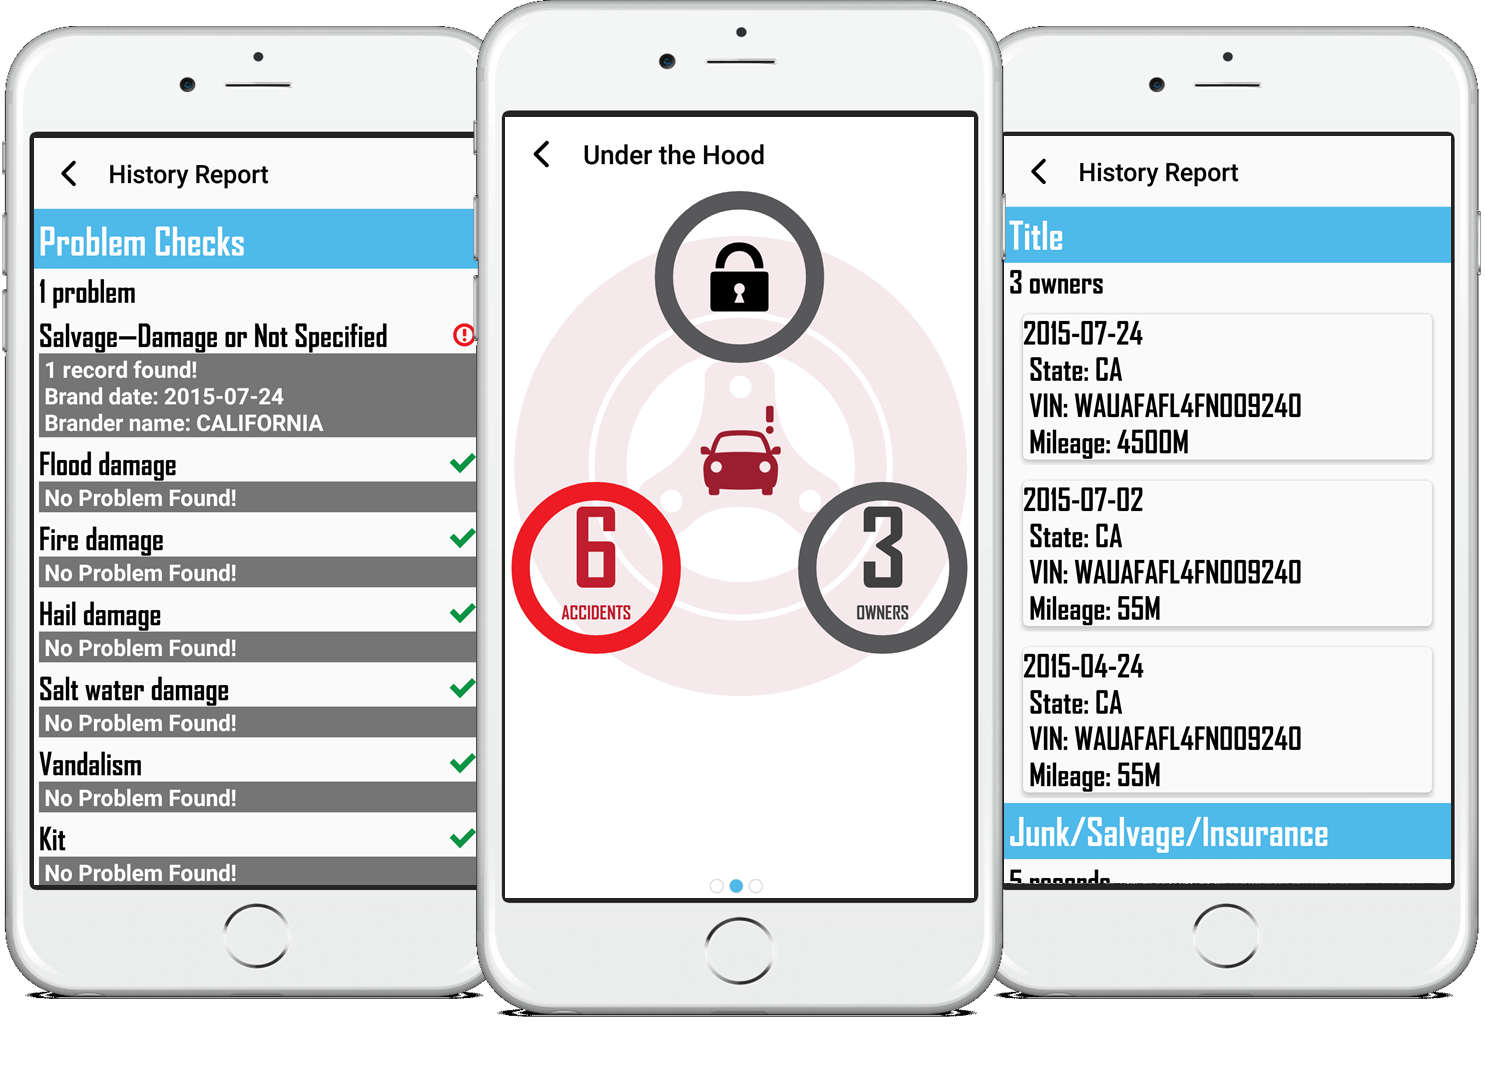 History Report
Problem Checks
1 problem
Salvage—Damage or Not Specified
1 record found!
Brand date: 2015-07-24
Brander name: CALIFORNIA
Flood damage
No Problem Found!
Fire damage
No Problem Found!
Hail damage
No Problem Found!
Salt water damage
No Problem Found!
Vandalism
No Problem Found!
Kit
No Problem Found!
Under the Hood
6
ACCIDENTS
3
OWNERS
History Report
Title
3 owners
2015-07-24
State: CA
VIN: WAUAFAFL4FN009240
Mileage: 4500M
2015-07-02
State: CA
VIN: WAUAFAFL4FN009240
Mileage: 55M
2015-04-24
State: CA
VIN: WAUAFAFL4FN009240
Mileage: 55M
Junk/Salvage/Insurance
5 records